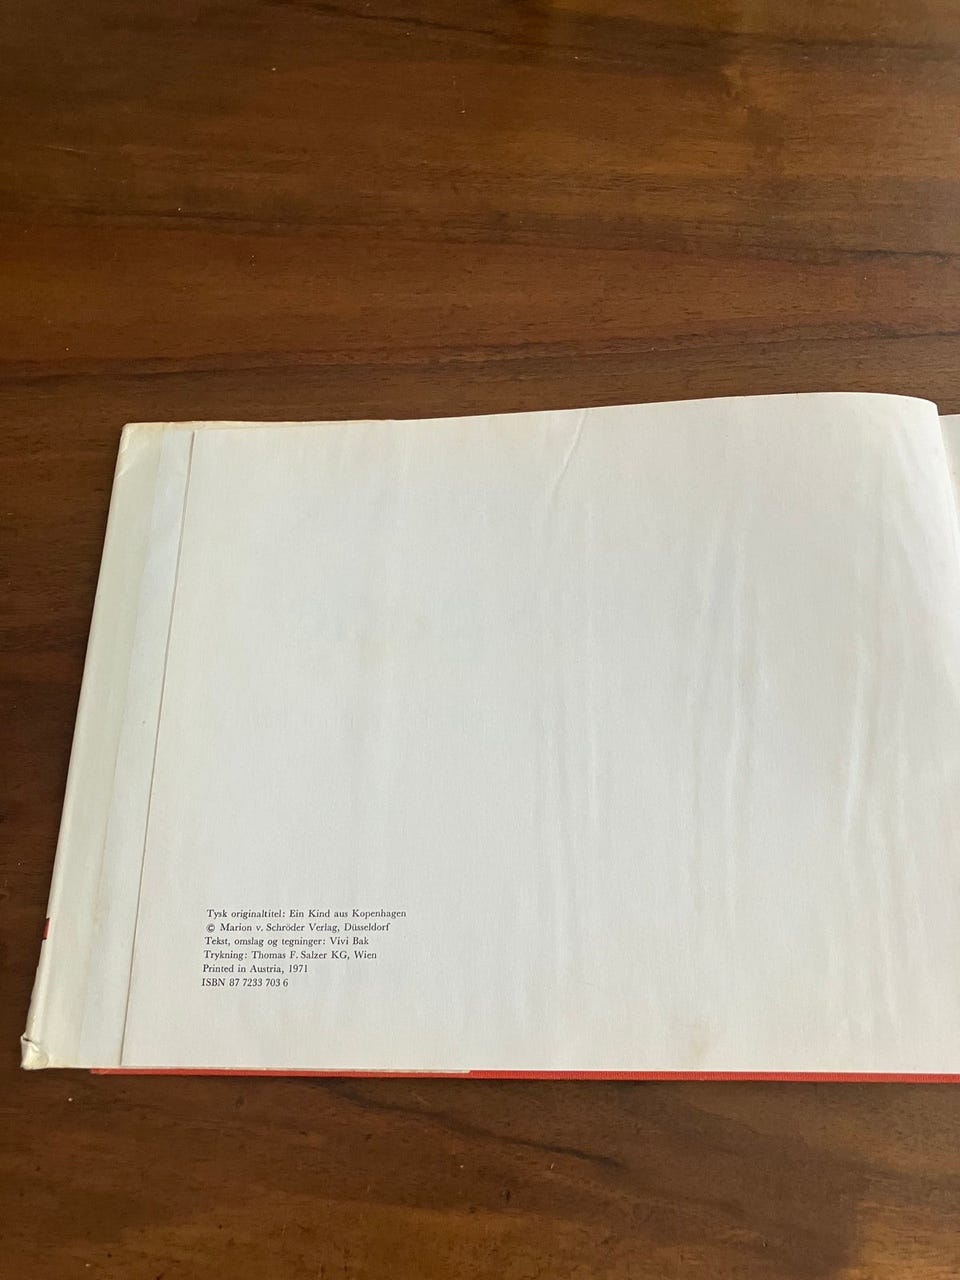 Tysk originaltitel: Ein Kind aus Kopenhagen
© Marion v. Schröder Verlag, Düsseldorf
Tekst, omslag og tegninger: Vivi Bak
Trykning: Thomas F. Salzer KG, Wien
Printed in Austria, 1971
ISBN 87 7233 703 6